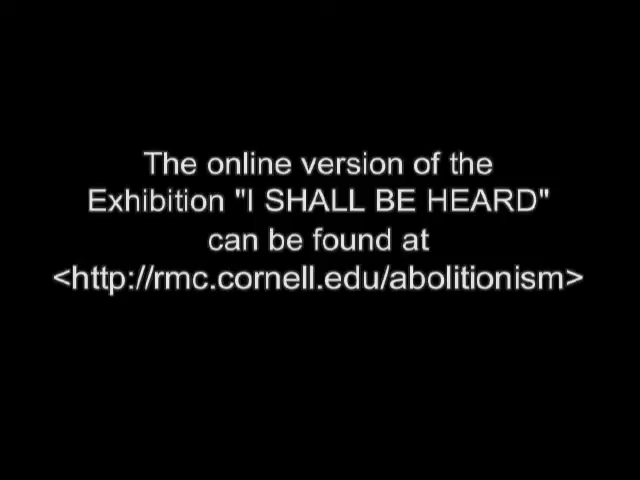 The online version of the
Exhibition "I SHALL BE HEARD"
can be found at
<http://rmc.cornell.edu/abolitionism>